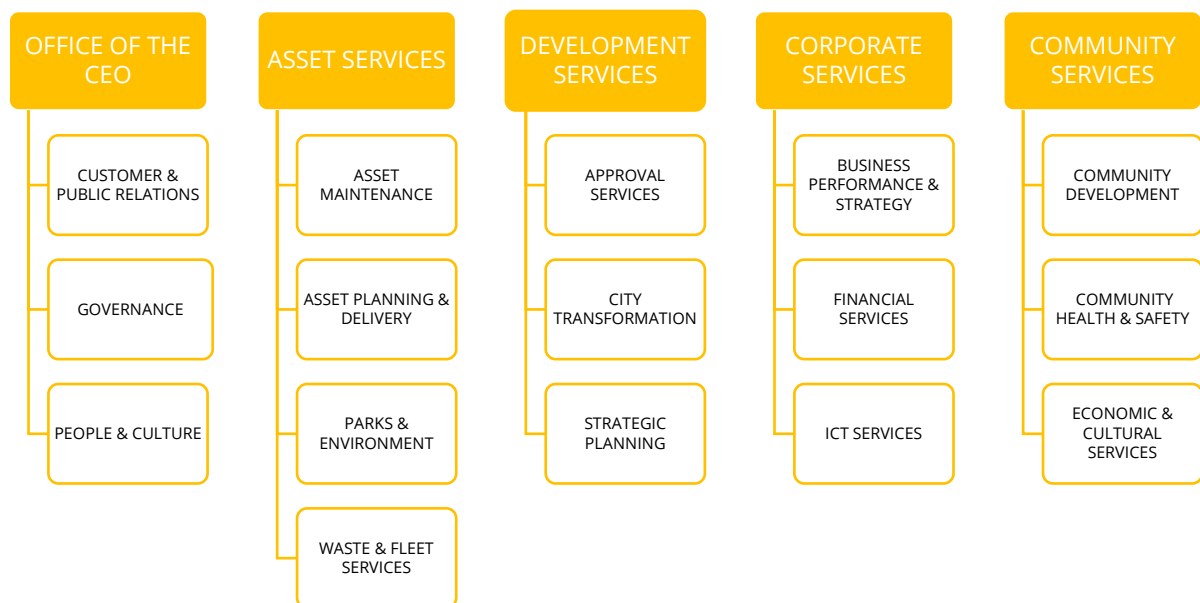 OFFICE OF THE
CEO
CUSTOMER &
PUBLIC RELATIONS
GOVERNANCE
PEOPLE & CULTURE
ASSET SERVICES
ASSET
MAINTENANCE
ASSET PLANNING &
DELIVERY
PARKS &
ENVIRONMENT
WASTE & FLEET
SERVICES
DEVELOPMENT
SERVICES
APPROVAL
SERVICES
CITY
TRANSFORMATION
STRATEGIC
PLANNING
CORPORATE
SERVICES
BUSINESS
PERFORMANCE &
STRATEGY
FINANCIAL
SERVICES
ICT SERVICES
COMMUNITY
SERVICES
COMMUNITY
DEVELOPMENT
COMMUNITY
HEALTH & SAFETY
ECONOMIC &
CULTURAL
SERVICES